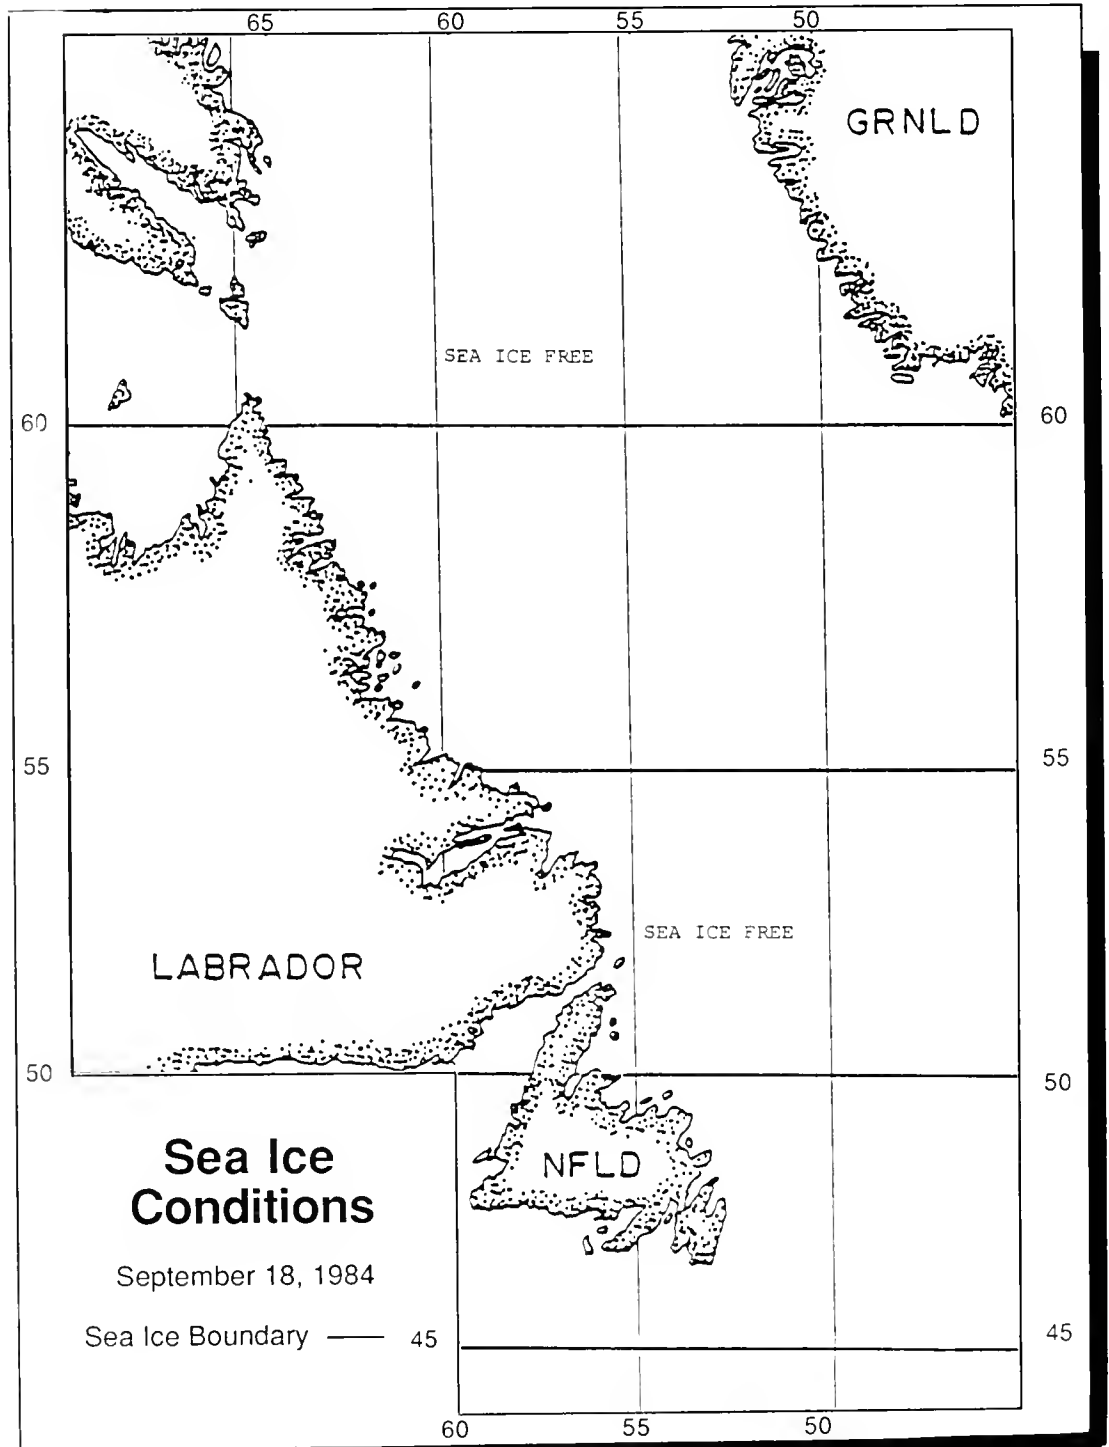 65 60 55 50
GRNLD
SEA ICE FREE
60 60
55 55
SEA ICE FREE
LABRADOR
50 50
Sea Ice
Conditions
NFLD
September 18, 1984
Sea Ice Boundary 45 45
60 55 50